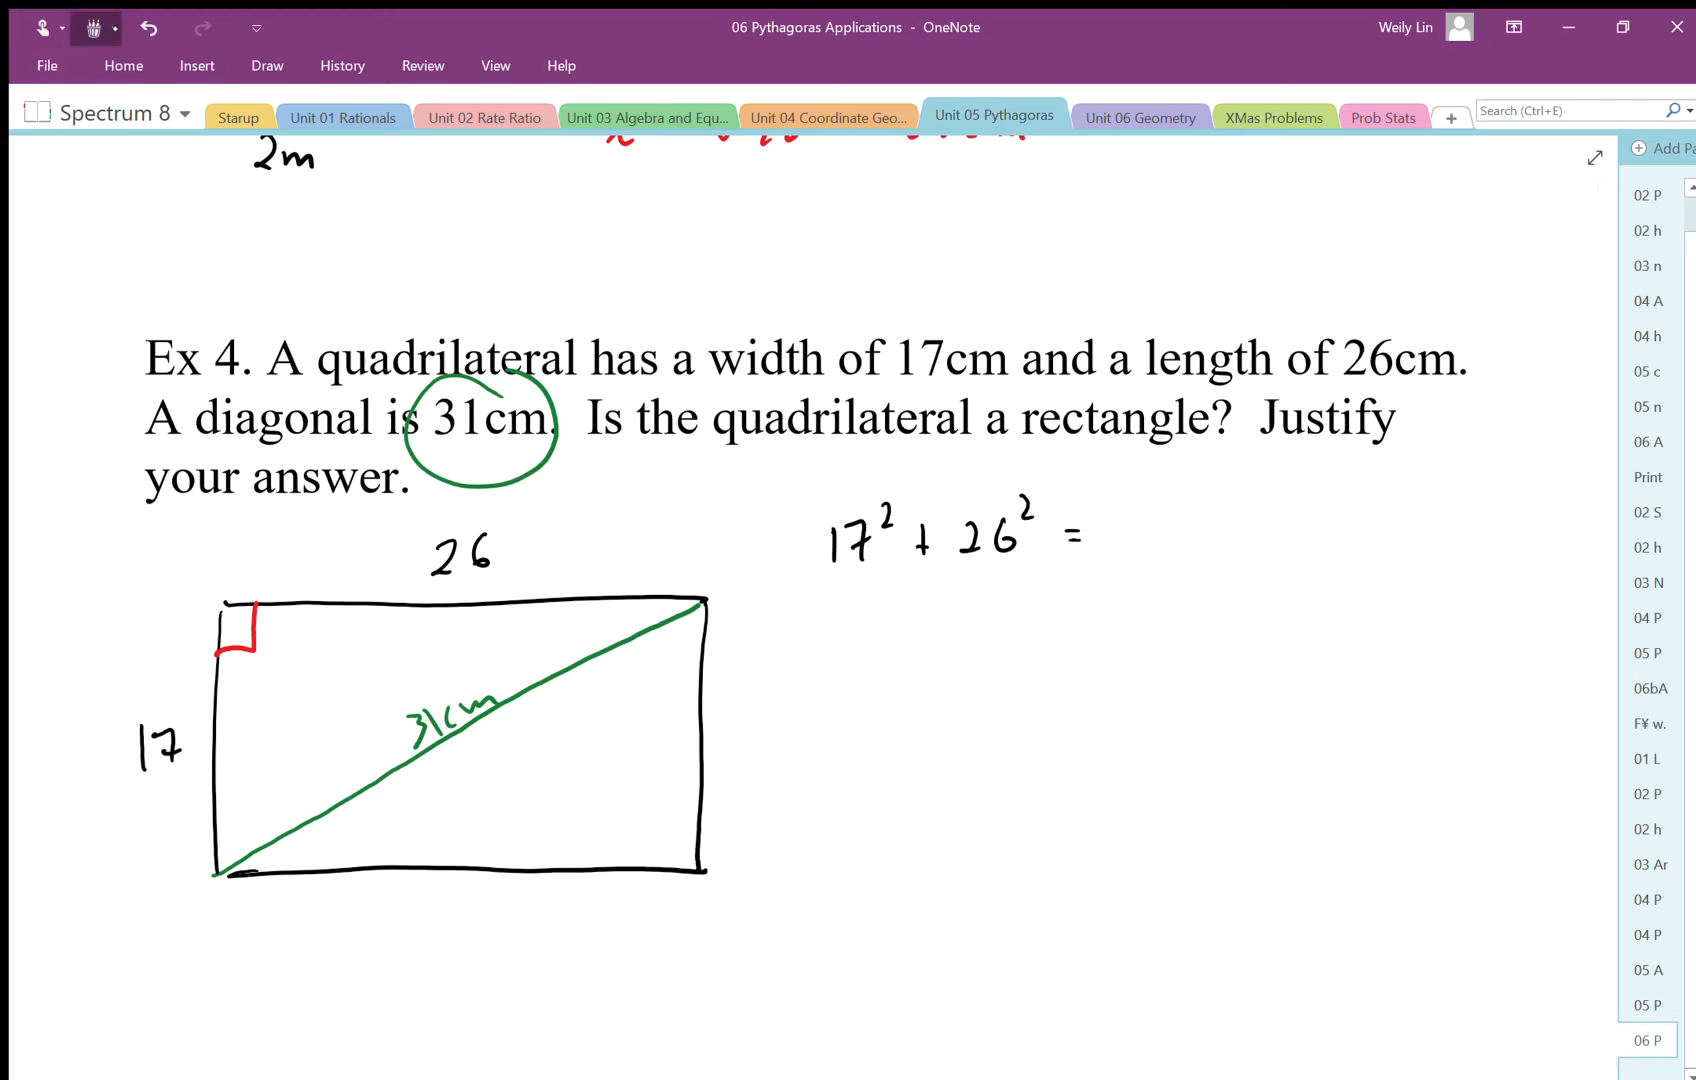 06 Pythagoras Applications - OneNote
Weily Lin
File Home Insert Draw History Review View Help
Spectrum 8
Starup Unit 01 Rationals Unit 02 Rate Ratio Unit 03 Algebra and Equ... Unit 04 Coordinate Geo... Unit 05 Pythagoras Unit 06 Geometry XMas Problems Prob Stats
Search (Ctrl+E)
Add Pa
2m
Ex 4. A quadrilateral has a width of 17cm and a length of 26cm.
A diagonal is 31cm. Is the quadrilateral a rectangle? Justify
your answer.
17² + 26² =
26
31cm
17
02 P
02 h
03 n
04 A
04 h
05 c
05 n
06 A
Print
02 S
02 h
03 N
04 P
05 P
06bA
F¥ w.
01 L
02 P
02 h
03 Ar
04 P
04 P
05 A
05 P
06 P